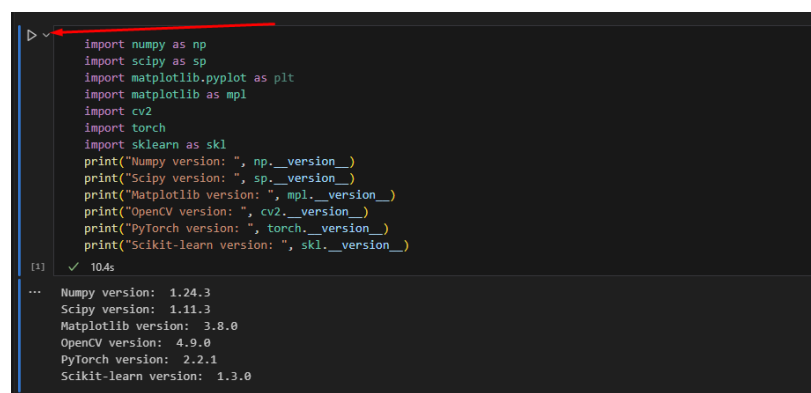 import numpy as np
import scipy as sp
import matplotlib.pyplot as plt
import matplotlib as mpl
import cv2
import torch
import sklearn as skl
print("Numpy version: ", np.__version__)
print("Scipy version: ", sp.__version__)
print("Matplotlib version: ", mpl.__version__)
print("OpenCV version: ", cv2.__version__)
print("PyTorch version: ", torch.__version__)
print("Scikit-learn version: ", skl.__version__)
[1] ✓ 10.4s
... Numpy version:  1.24.3
Scipy version:  1.11.3
Matplotlib version:  3.8.0
OpenCV version:  4.9.0
PyTorch version:  2.2.1
Scikit-learn version:  1.3.0